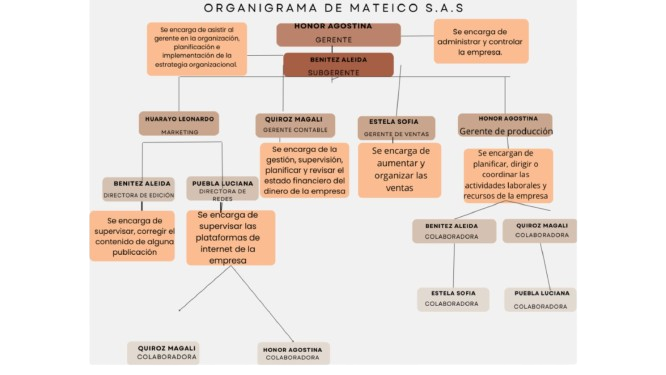 ORGANIGRAMA DE MATEICO S.A.S
Se encarga de asistir al
gerente en la organización,
planificación e
implementación de la
estrategia organizacional.
HONOR AGOSTINA
GERENTE
Se encarga de
administrar y controlar
la empresa.
BENITEZ ALEIDA
SUBGERENTE
HUARAYO LEONARDO
MARKETING
QUIROZ MAGALI
GERENTE CONTABLE
ESTELA SOFIA
GERENTE DE VENTAS
HONOR AGOSTINA
Gerente de producción
Se encarga de la
gestión, supervisión,
planificar y revisar el
estado financiero del
dinero de la empresa
Se encarga de
aumentar y
organizar las
ventas
Se encargan de
planificar, dirigir o
coordinar las
actividades laborales y
recursos de la empresa
BENITEZ ALEIDA
DIRECTORA DE EDICIÓN
PUEBLA LUCIANA
DIRECTORA DE
REDES
Se encarga de
supervisar, corregir el
contenido de alguna
publicación
Se encarga de
supervisar las
plataformas de
internet de la
empresa
BENITEZ ALEIDA
COLABORADORA
QUIROZ MAGALI
COLABORADORA
ESTELA SOFIA
COLABORADORA
PUEBLA LUCIANA
COLABORADORA
QUIROZ MAGALI
COLABORADORA
HONOR AGOSTINA
COLABORADORA